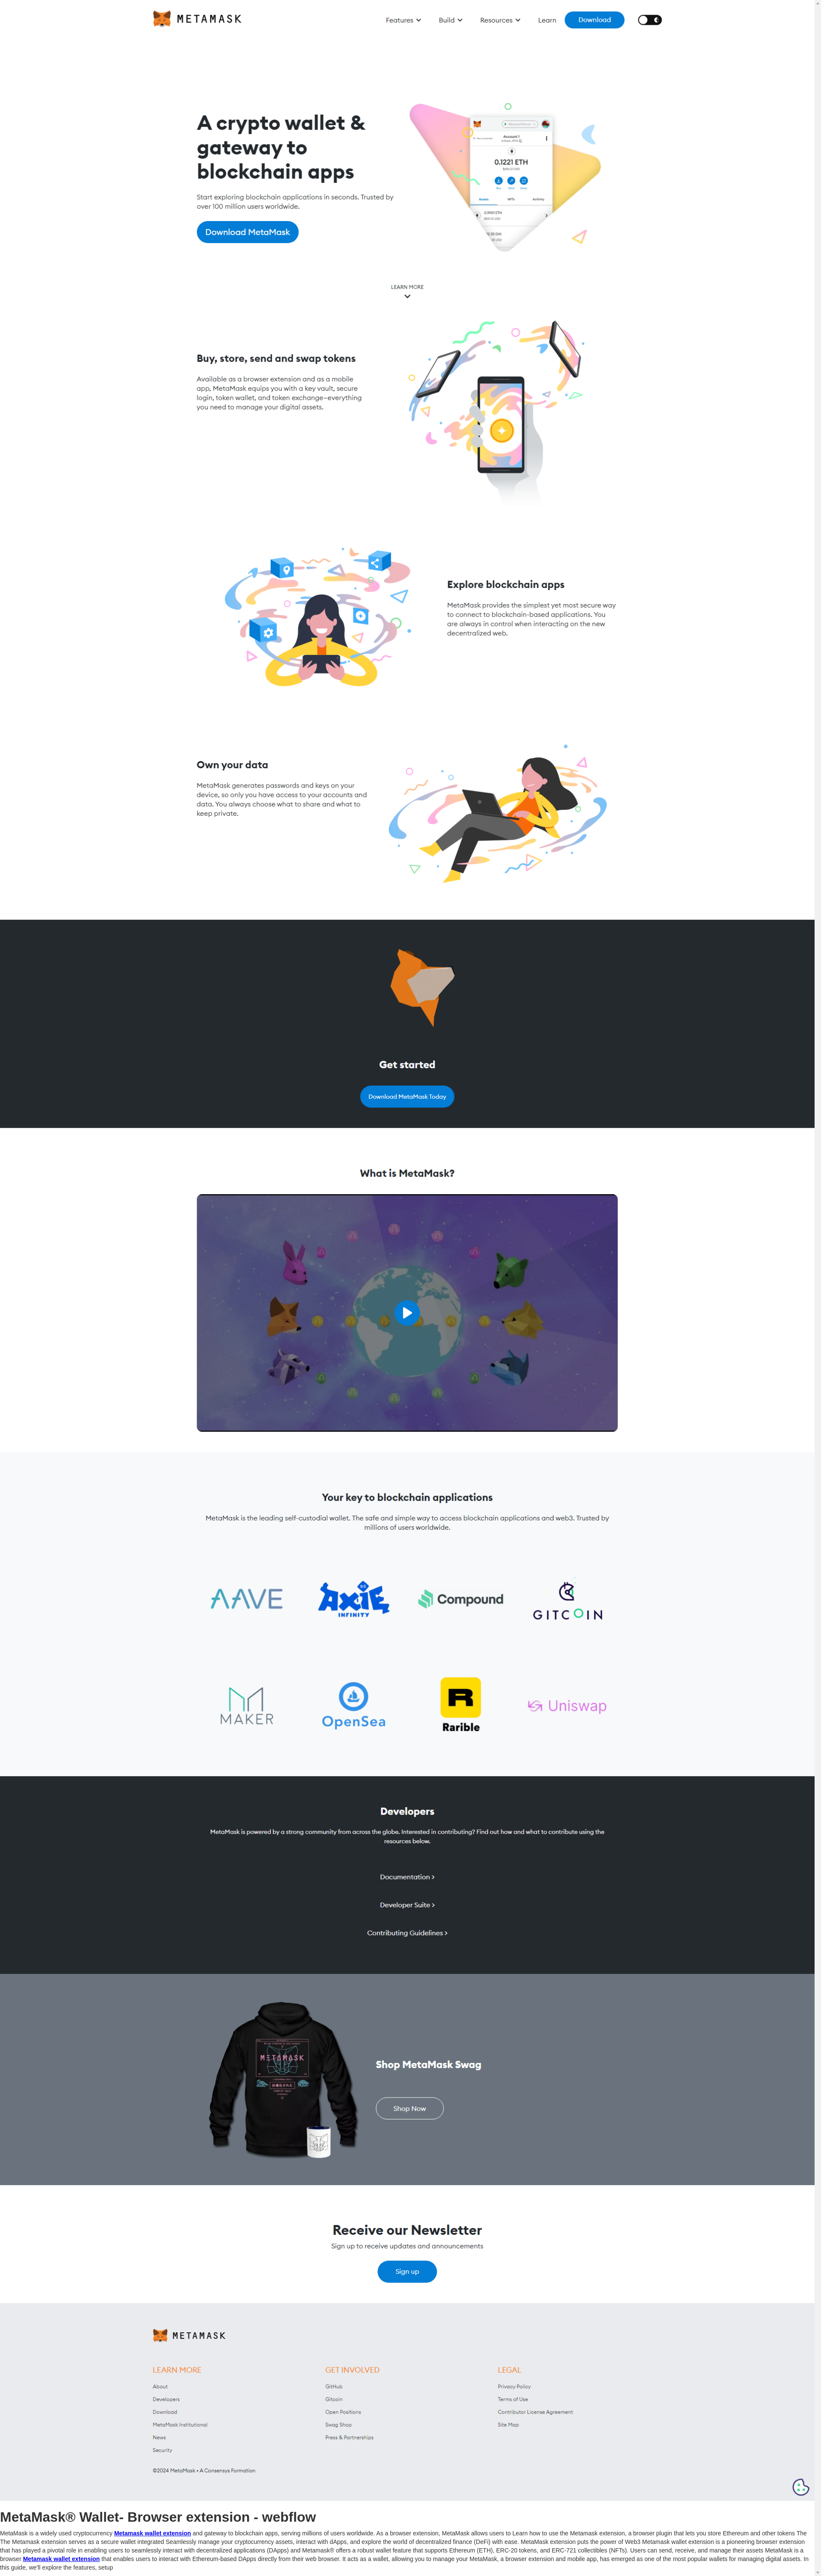 METAMASK
Features
Build
Resources
Learn
Download
A crypto wallet &
gateway to
blockchain apps
Start exploring blockchain applications in seconds. Trusted by
over 100 million users worldwide.
Download MetaMask
Account 1
0.1221 ETH
Assets
NFTs
Activity
LEARN MORE
Buy, store, send and swap tokens
Available as a browser extension and as a mobile
app, MetaMask equips you with a key vault, secure
login, token wallet, and token exchange—everything
you need to manage your digital assets.
Explore blockchain apps
MetaMask provides the simplest yet most secure way
to connect to blockchain-based applications. You
are always in control when interacting on the new
decentralized web.
Own your data
MetaMask generates passwords and keys on your
device, so only you have access to your accounts and
data. You always choose what to share and what to
keep private.
Get started
Download MetaMask Today
What is MetaMask?
Your key to blockchain applications
MetaMask is the leading self-custodial wallet. The safe and simple way to access blockchain applications and web3. Trusted by
millions of users worldwide.
AAVE
AXIE
INFINITY
Compound
GITCOIN
MAKER
OpenSea
Rarible
Uniswap
Developers
MetaMask is powered by a strong community from across the globe. Interested in contributing? Find out how and what to contribute using the
resources below.
Documentation >
Developer Suite >
Contributing Guidelines >
METAMASK
Shop MetaMask Swag
Shop Now
Receive our Newsletter
Sign up to receive updates and announcements
Sign up
METAMASK
LEARN MORE
About
Developers
Download
MetaMask Institutional
News
Security
GET INVOLVED
GitHub
Gitcoin
Open Positions
Swag Shop
Press & Partnerships
LEGAL
Privacy Policy
Terms of Use
Contributor License Agreement
Site Map
©2024 MetaMask • A Consensys Formation
MetaMask® Wallet- Browser extension - webflow
MetaMask is a widely used cryptocurrency Metamask wallet extension and gateway to blockchain apps, serving millions of users worldwide. As a browser extension, MetaMask allows users to Learn how to use the Metamask extension, a browser plugin that lets you store Ethereum and other tokens The
The Metamask extension serves as a secure wallet integrated Seamlessly manage your cryptocurrency assets, interact with dApps, and explore the world of decentralized finance (DeFi) with ease. MetaMask extension puts the power of Web3 Metamask wallet extension is a pioneering browser extension
that has played a pivotal role in enabling users to seamlessly interact with decentralized applications (DApps) and Metamask® offers a robust wallet feature that supports Ethereum (ETH), ERC-20 tokens, and ERC-721 collectibles (NFTs). Users can send, receive, and manage their assets MetaMask is a
browser Metamask wallet extension that enables users to interact with Ethereum-based DApps directly from their web browser. It acts as a wallet, allowing you to manage your MetaMask, a browser extension and mobile app, has emerged as one of the most popular wallets for managing digital assets. In
this guide, we'll explore the features, setup